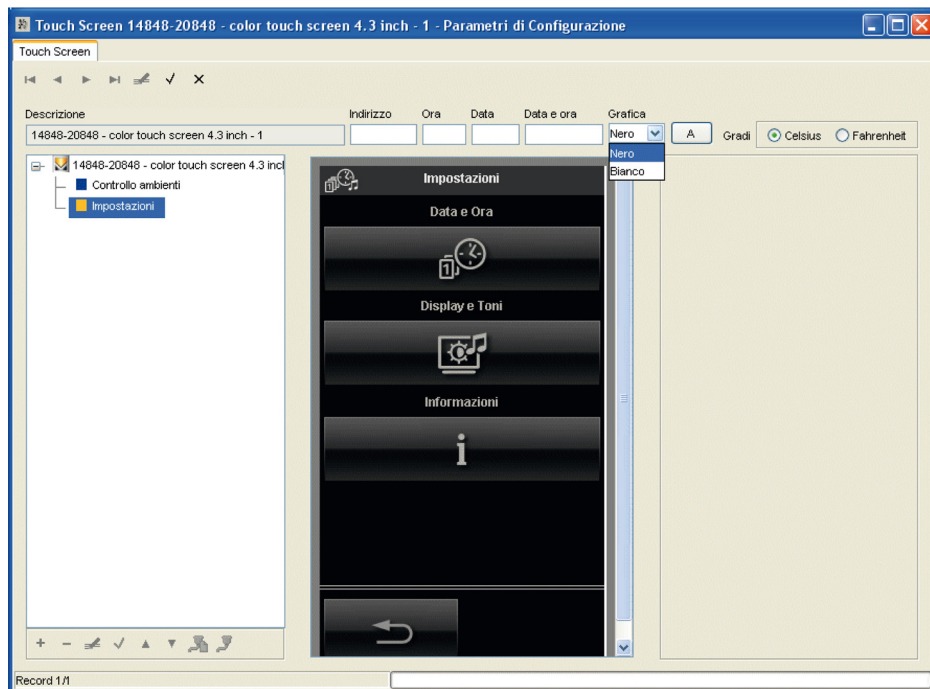 Touch Screen 14848-20848 - color touch screen 4.3 inch - 1 - Parametri di Configurazione
Touch Screen
Descrizione Indirizzo Ora Data Data e ora Grafica
14848-20848 - color touch screen 4.3 inch - 1 Nero A Gradi Celsius Fahrenheit
Nero
Bianco
14848-20848 - color touch screen 4.3 incl
Controllo ambienti
Impostazioni
Impostazioni
Data e Ora
1
Display e Toni
Informazioni
i
Record 1/1